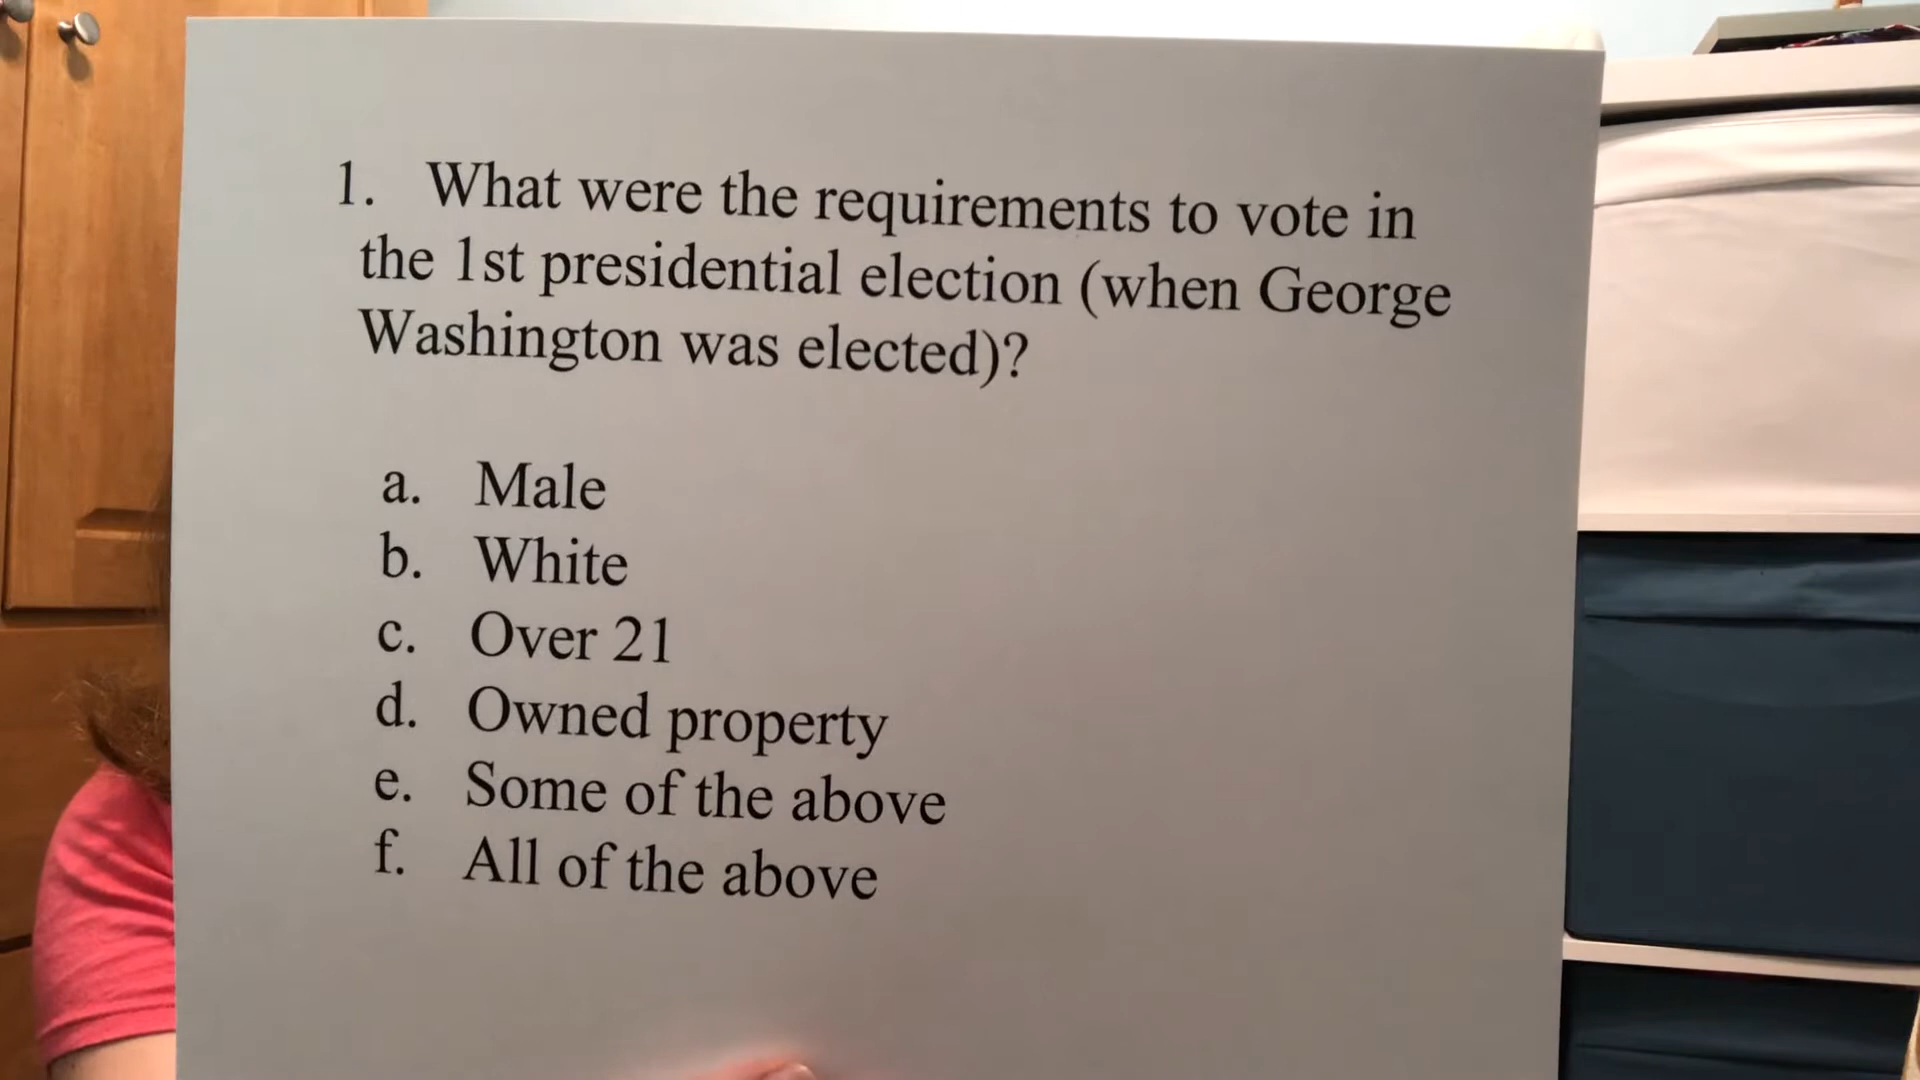 1. What were the requirements to vote in
the 1st presidential election (when George
Washington was elected)?
a. Male
b. White
c. Over 21
d. Owned property
e. Some of the above
f. All of the above